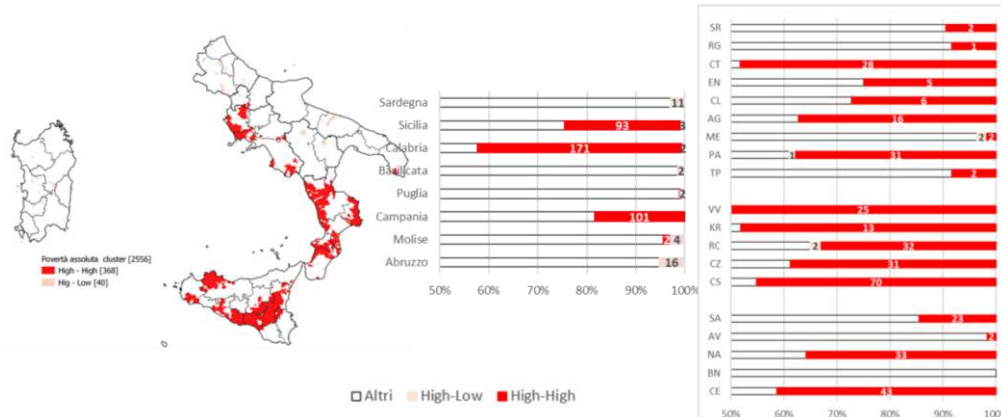 Povertà assoluta cluster [2556]
High - High [368]
Hig - Low [40]
Sardegna 11
Sicilia 93 3
Calabria 171 2
Basilicata 2
Puglia 2
Campania 101
Molise 2 4
Abruzzo 16
50% 60% 70% 80% 90% 100%
SR 2
RG 1
CT 28
EN 5
CL 6
AG 16
ME 2 2
PA 1 31
TP 2
VV 25
KR 13
RC 2 32
CZ 31
CS 70
SA 23
AV 2
NA 33
BN
CE 43
50% 60% 70% 80% 90% 100
Altri High-Low High-High